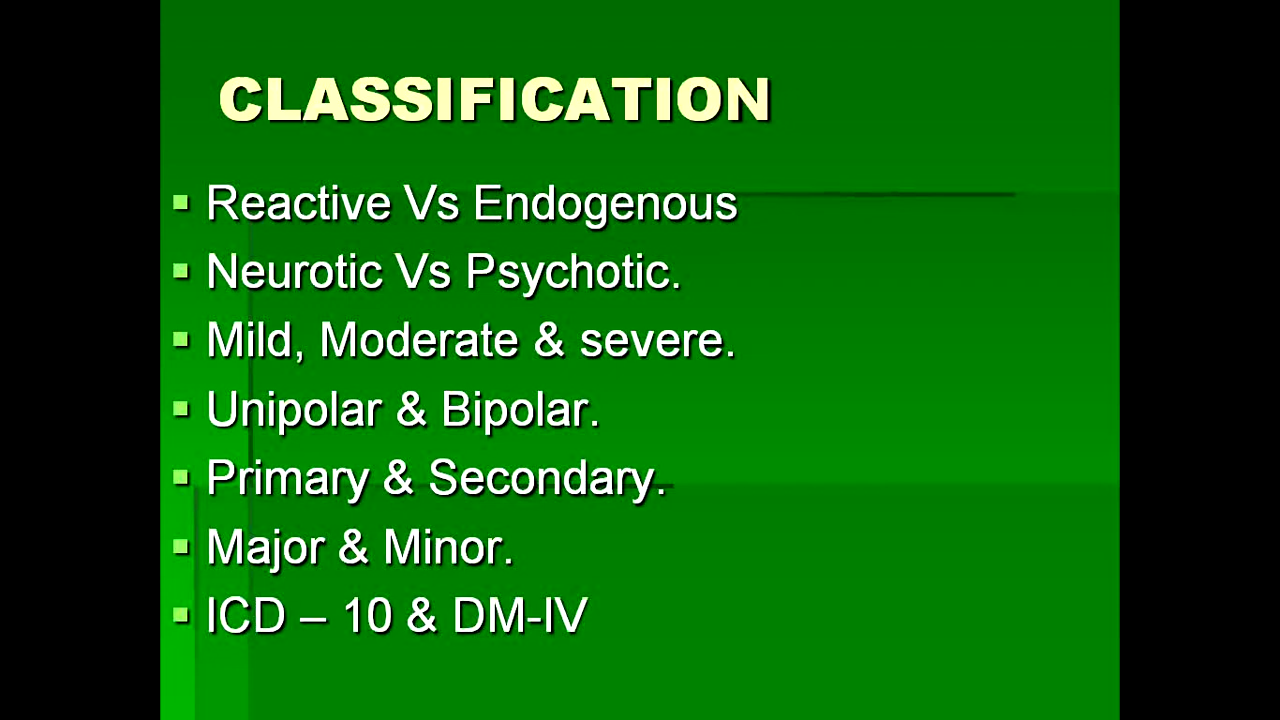 CLASSIFICATION
Reactive Vs Endogenous
Neurotic Vs Psychotic.
Mild, Moderate & severe.
Unipolar & Bipolar.
Primary & Secondary.
Major & Minor.
ICD – 10 & DM-IV